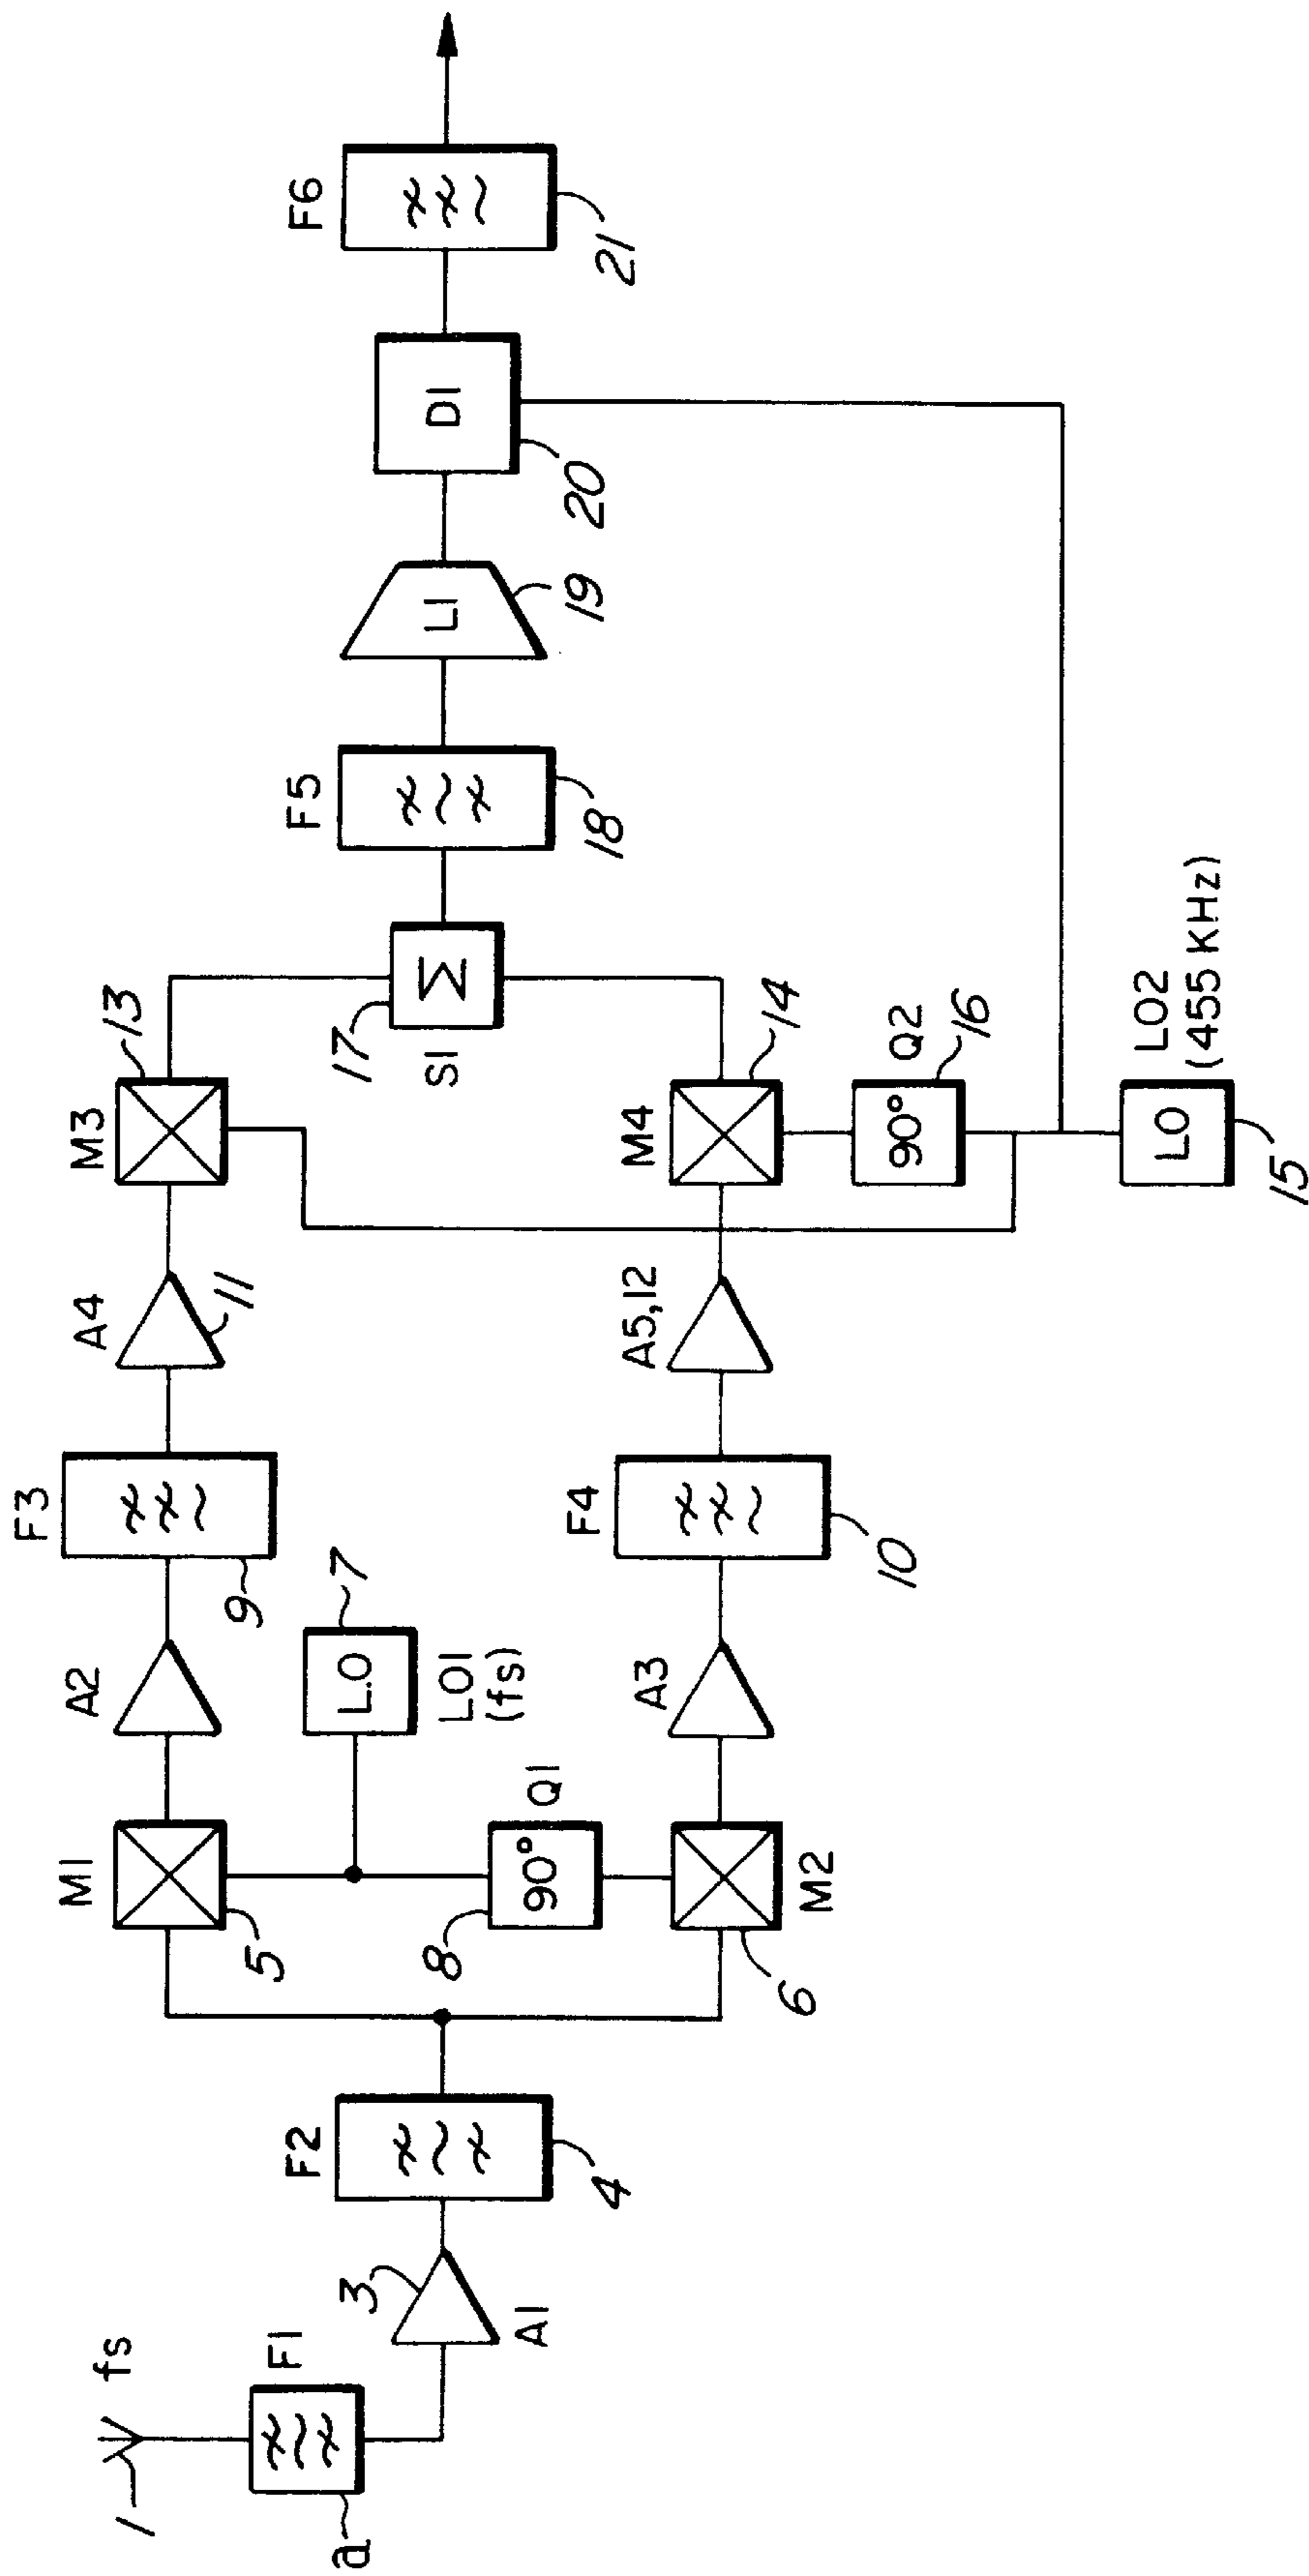 1
fs
F1
a
3
A1
F2
4
M1
5
A2
F3
9
A4
11
M3
13
L.O
7
LO1
(fs)
90°
Q1
8
M2
6
A3
F4
10
A5,12
M4
14
90°
Q2
16
LO
LO2
(455 KHz)
15
Σ
17
S1
F5
18
L1
19
D1
20
F6
21